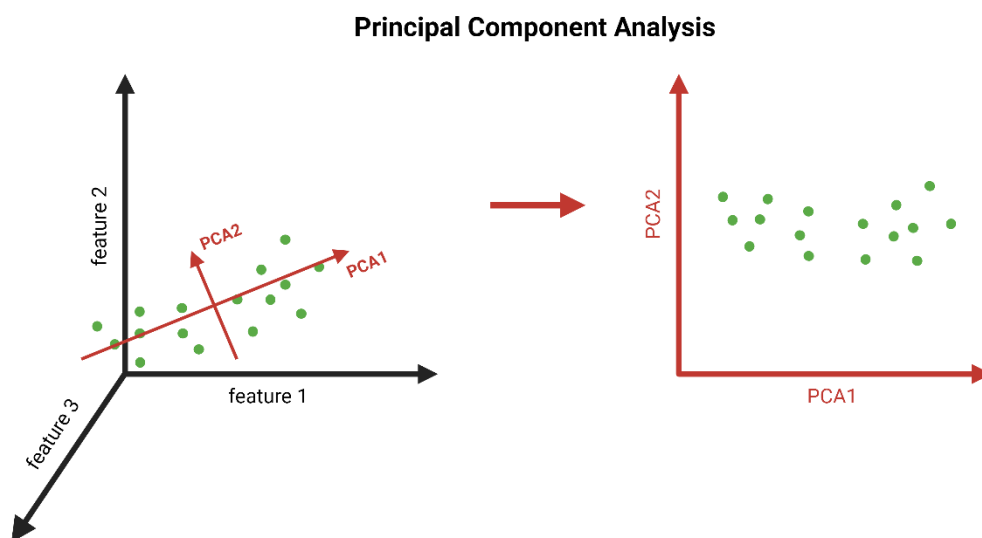 Principal Component Analysis
feature 2
PCA2
PCA1
feature 1
feature 3
PCA2
PCA1